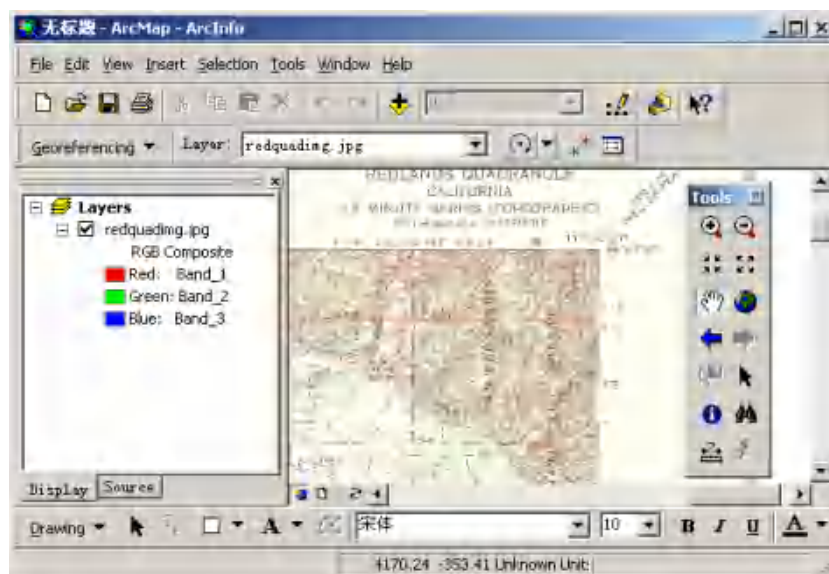 无标题 - ArcMap - ArcInfo
File Edit View Insert Selection Tools Window Help
Georeferencing Layer: redquadimg.jpg
REDLANDS QUADRANGLE
CALIFORNIA
Layers
redquadimg.jpg
RGB Composite
Red: Band_1
Green: Band_2
Blue: Band_3
Tools
Display Source
Drawing A 宋体 10 B I U A
4170.24 -353.41 Unknown Unit